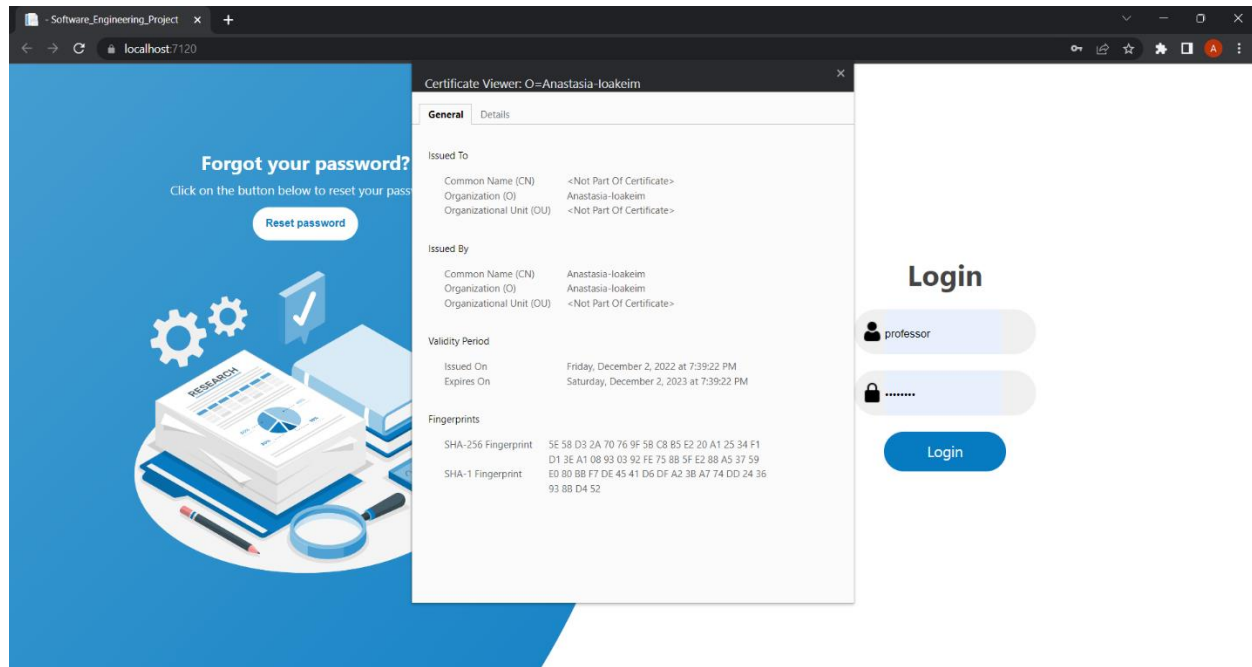 - Software_Engineering_Project
localhost:7120
A
Certificate Viewer: O=Anastasia-Ioakeim
General Details
Forgot your password?
Click on the button below to reset your pass
Reset password
RESEARCH
Issued To
Common Name (CN) <Not Part Of Certificate>
Organization (O) Anastasia-Ioakeim
Organizational Unit (OU) <Not Part Of Certificate>
Issued By
Common Name (CN) Anastasia-Ioakeim
Organization (O) Anastasia-Ioakeim
Organizational Unit (OU) <Not Part Of Certificate>
Validity Period
Issued On Friday, December 2, 2022 at 7:39:22 PM
Expires On Saturday, December 2, 2023 at 7:39:22 PM
Fingerprints
SHA-256 Fingerprint 5E 58 D3 2A 70 76 9F 5B C8 B5 E2 20 A1 25 34 F1
D1 3E A1 08 93 03 92 FE 75 8B 5F E2 88 A5 37 59
SHA-1 Fingerprint E0 80 BB F7 DE 45 41 D6 DF A2 3B A7 74 DD 24 36
93 8B D4 52
Login
professor
Login